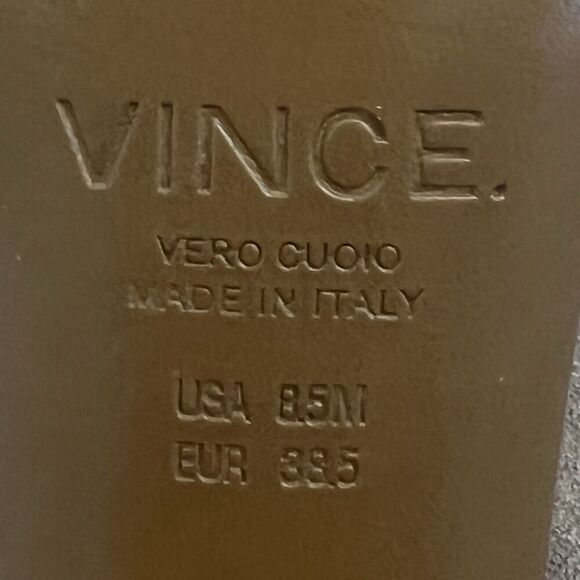 VINCE.
VERO CUOIO
MADE IN ITALY
USA 8.5M
EUR 38.5